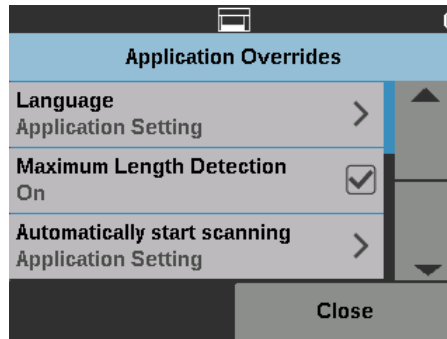 Application Overrides
Language
Application Setting
Maximum Length Detection
On
Automatically start scanning
Application Setting
Close